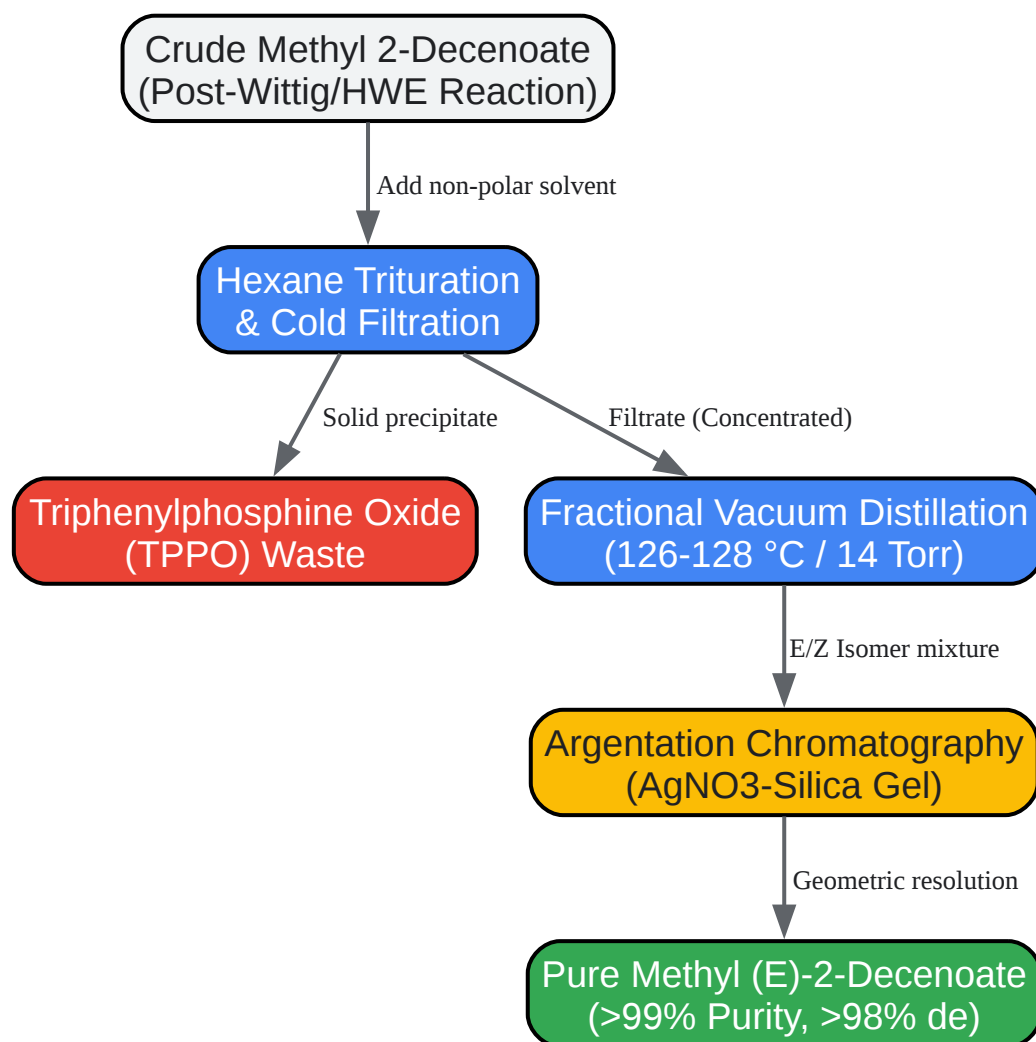 Crude Methyl 2-Decenoate
(Post-Wittig/HWE Reaction)
Add non-polar solvent
Hexane Trituration
& Cold Filtration
Solid precipitate
Filtrate (Concentrated)
Triphenylphosphine Oxide
(TPPO) Waste
Fractional Vacuum Distillation
(126-128 °C / 14 Torr)
E/Z Isomer mixture
Argentation Chromatography
(AgNO3-Silica Gel)
Geometric resolution
Pure Methyl (E)-2-Decenoate
(>99% Purity, >98% de)